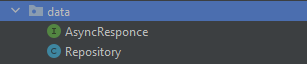 data
I AsyncResponce
C Repository